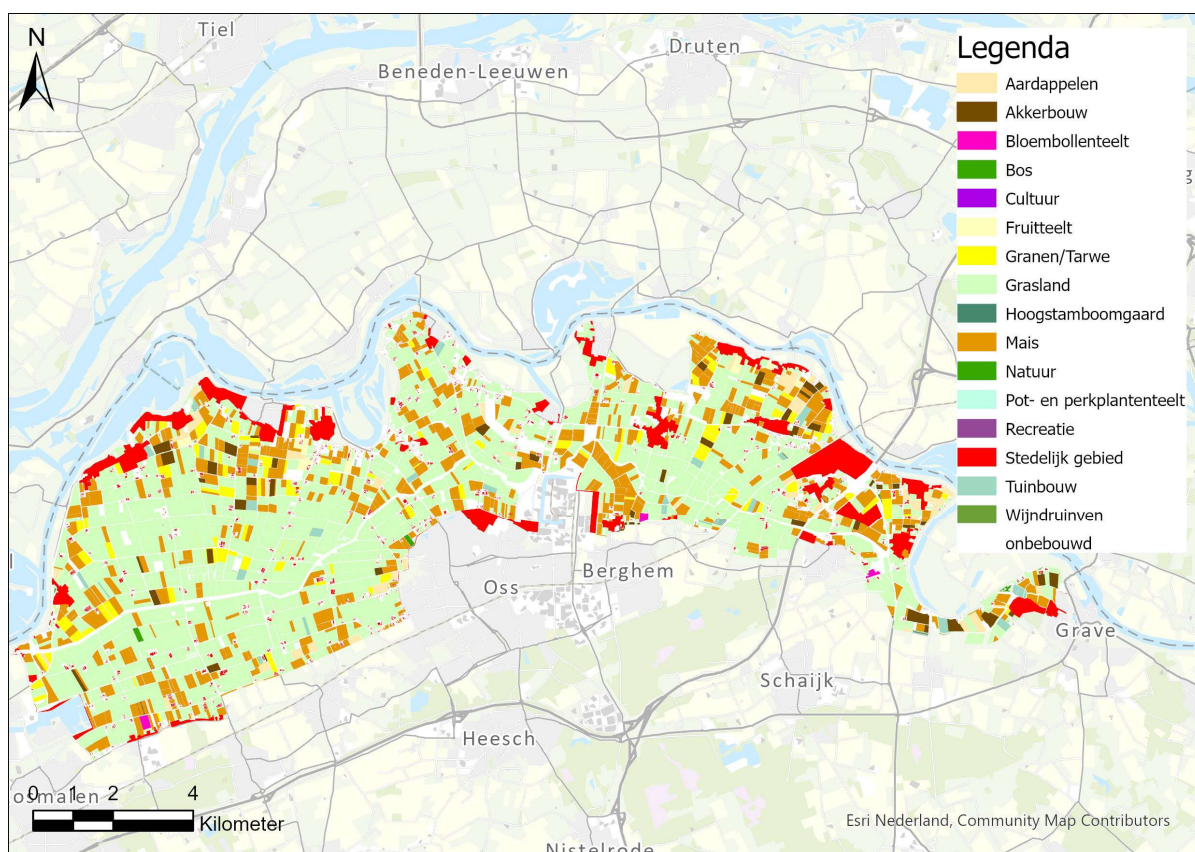 N
Tiel
Beneden-Leeuwen
Druten
Legenda
Aardappelen
Akkerbouw
Bloembollenteelt
Bos
Cultuur
Fruitteelt
Granen/Tarwe
Grasland
Hoogstamboomgaard
Mais
Natuur
Pot- en perkplantenteelt
Recreatie
Stedelijk gebied
Tuinbouw
Wijndruinven
onbebouwd
Oss
Berghem
Grave
Schaijk
Heesch
osmalen
0 1 2 4
Kilometer
Esri Nederland, Community Map Contributors
Nistelrode